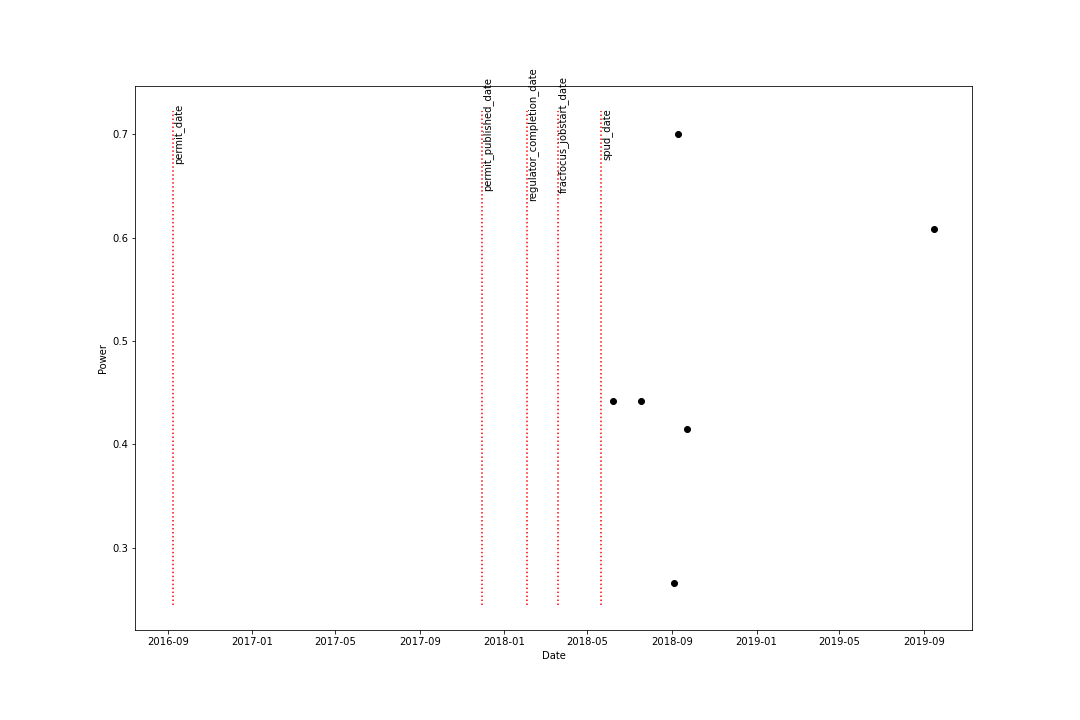 permit_date
permit_published_date
regulator_completion_date
fracfocus_jobstart_date
spud_date
0.7
0.6
0.5
0.4
0.3
Power
2016-09 2017-01 2017-05 2017-09 2018-01 2018-05 2018-09 2019-01 2019-05 2019-09
Date